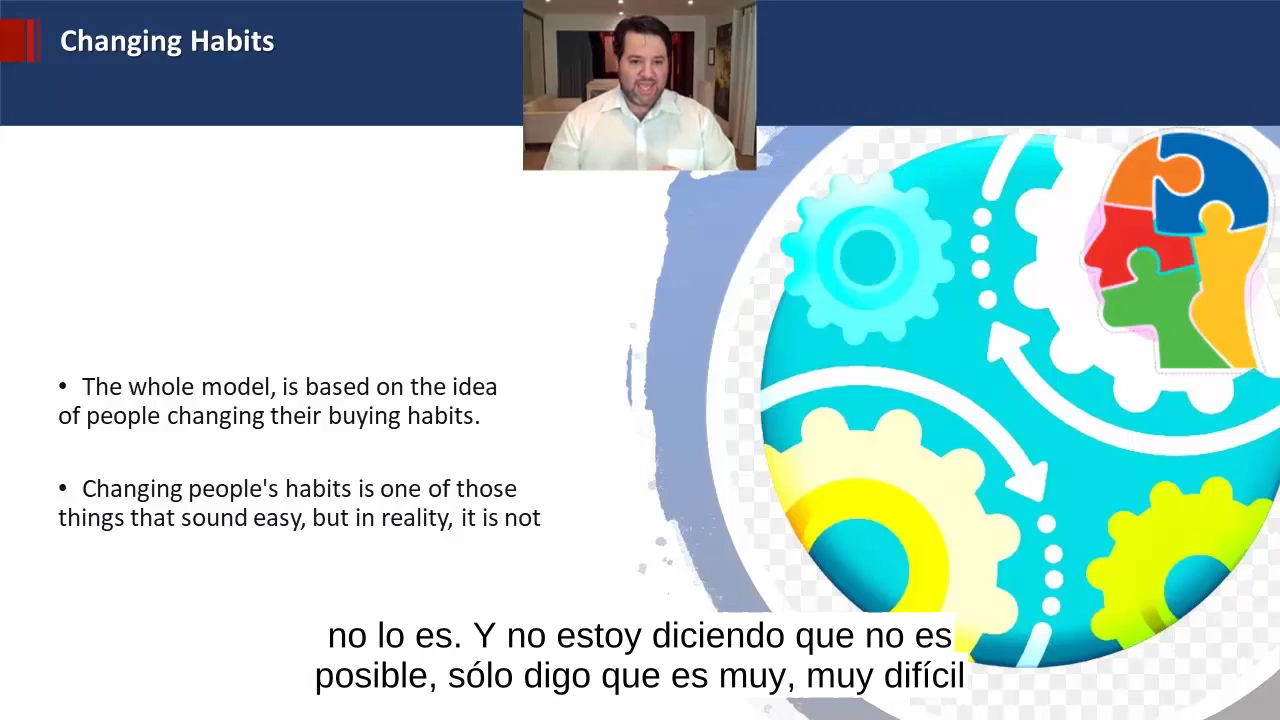 Changing Habits
• The whole model, is based on the idea
of people changing their buying habits.
• Changing people's habits is one of those
things that sound easy, but in reality, it is not
no lo es. Y no estoy diciendo que no es
posible, sólo digo que es muy, muy difícil